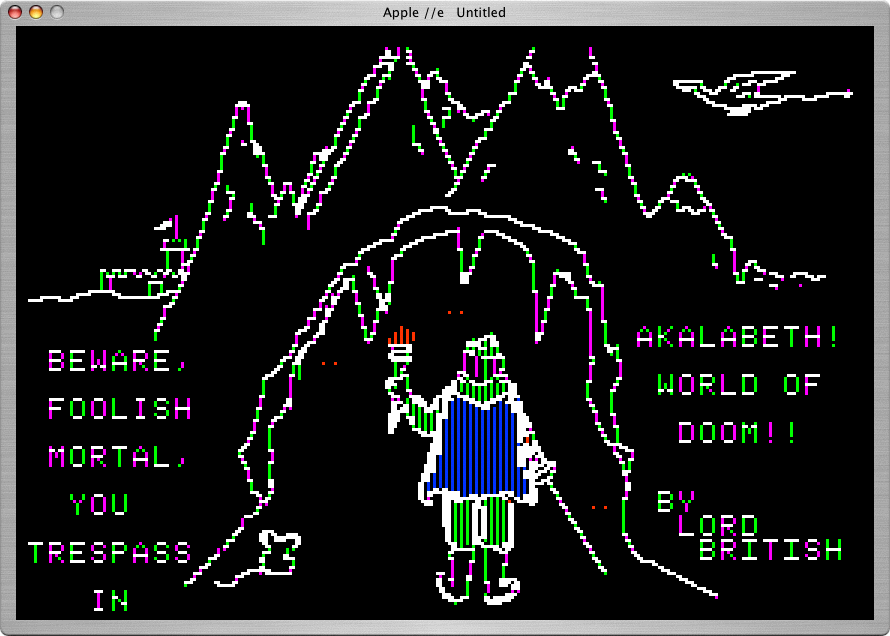 Apple //e Untitled
BEWARE,
FOOLISH
MORTAL,
YOU
TRESPASS
IN
AKALABETH!
WORLD OF
DOOM!!
BY
LORD
BRITISH